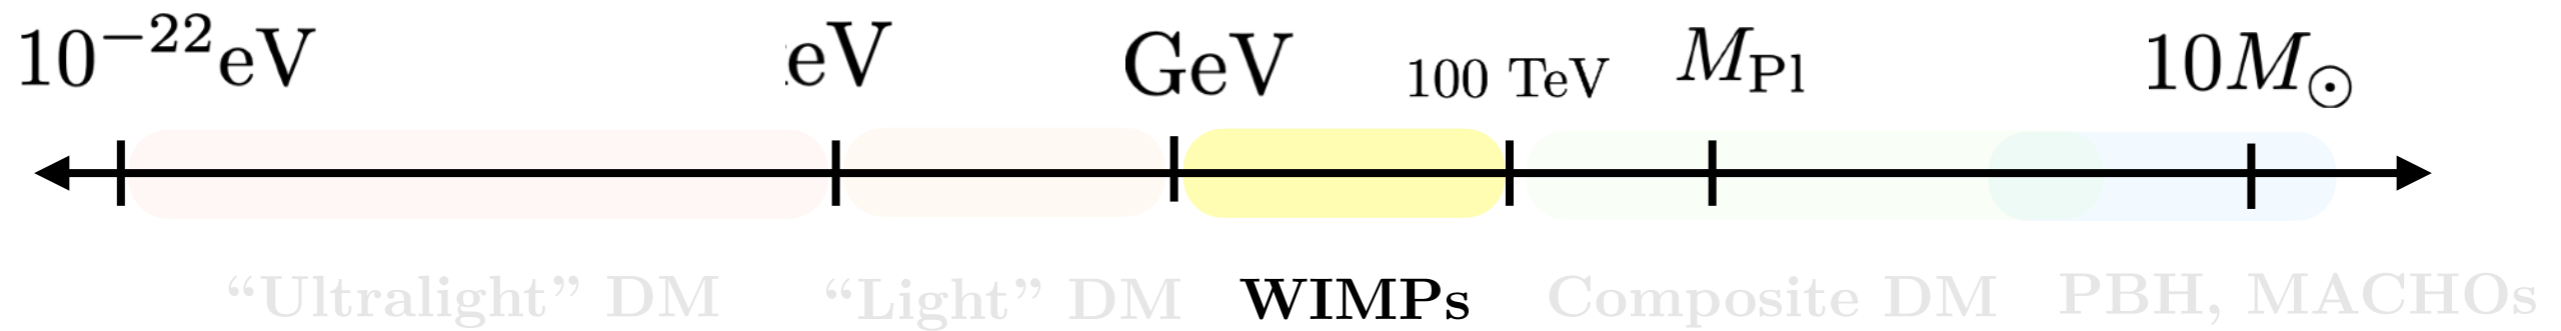 10⁻²²eV eV GeV 100 TeV M_Pl 10M_⊙
“Ultralight” DM “Light” DM WIMPs Composite DM PBH, MACHOs